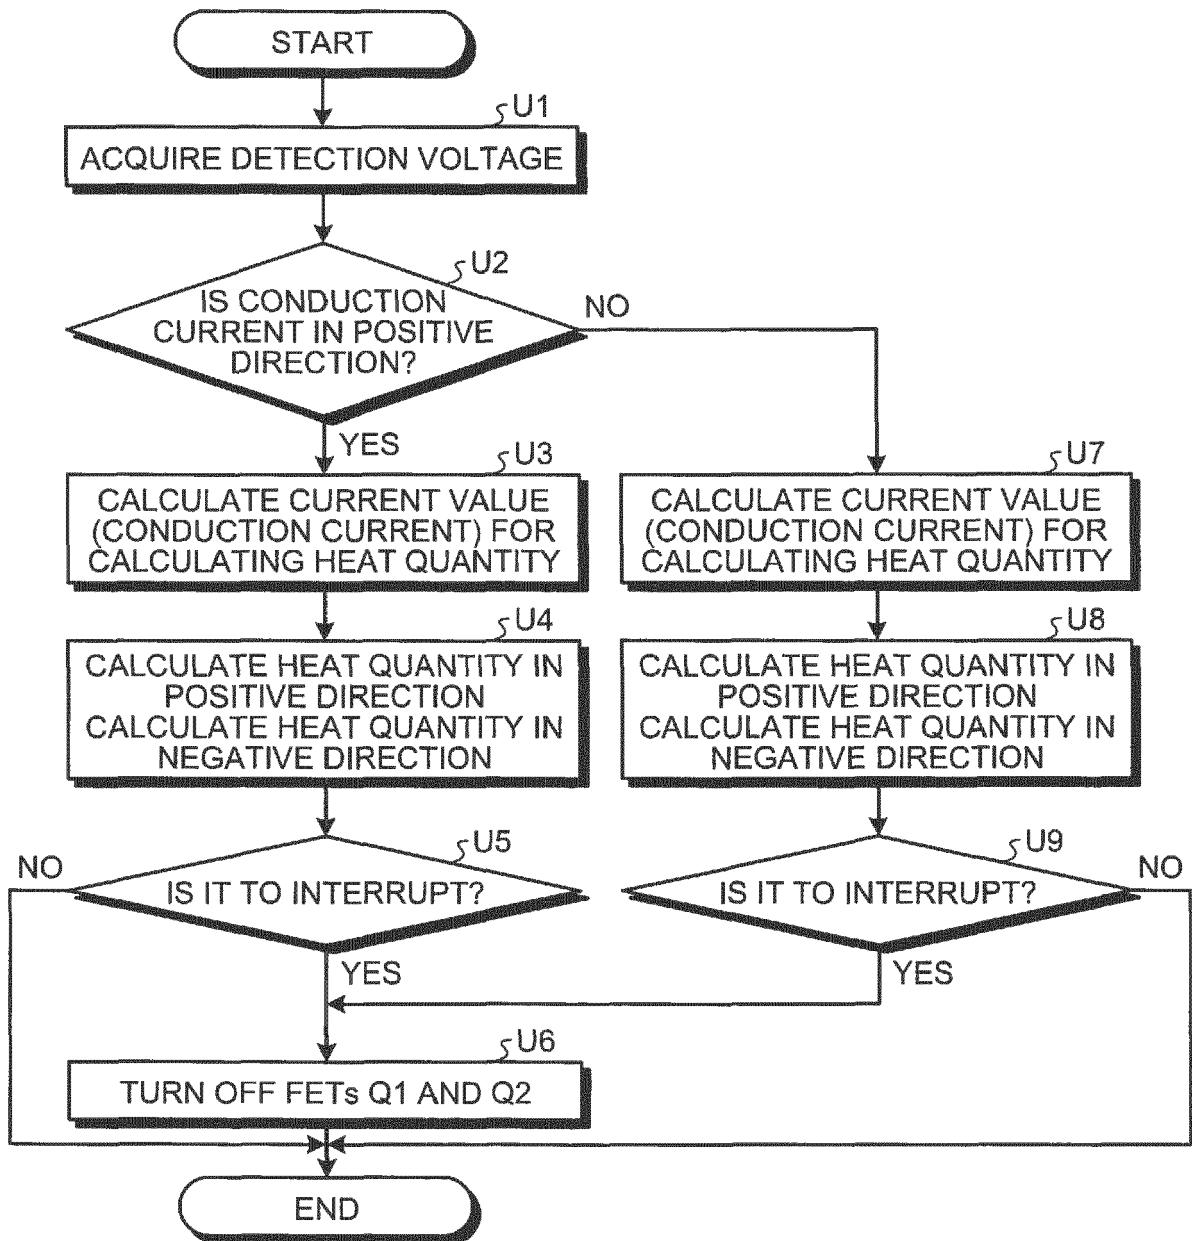 START
U1
ACQUIRE DETECTION VOLTAGE
U2
IS CONDUCTION
CURRENT IN POSITIVE
DIRECTION?
NO
YES
U3
CALCULATE CURRENT VALUE
(CONDUCTION CURRENT) FOR
CALCULATING HEAT QUANTITY
U7
CALCULATE CURRENT VALUE
(CONDUCTION CURRENT) FOR
CALCULATING HEAT QUANTITY
U4
CALCULATE HEAT QUANTITY IN
POSITIVE DIRECTION
CALCULATE HEAT QUANTITY IN
NEGATIVE DIRECTION
U8
CALCULATE HEAT QUANTITY IN
POSITIVE DIRECTION
CALCULATE HEAT QUANTITY IN
NEGATIVE DIRECTION
U5
NO
IS IT TO INTERRUPT?
YES
U9
IS IT TO INTERRUPT?
NO
YES
U6
TURN OFF FETs Q1 AND Q2
END